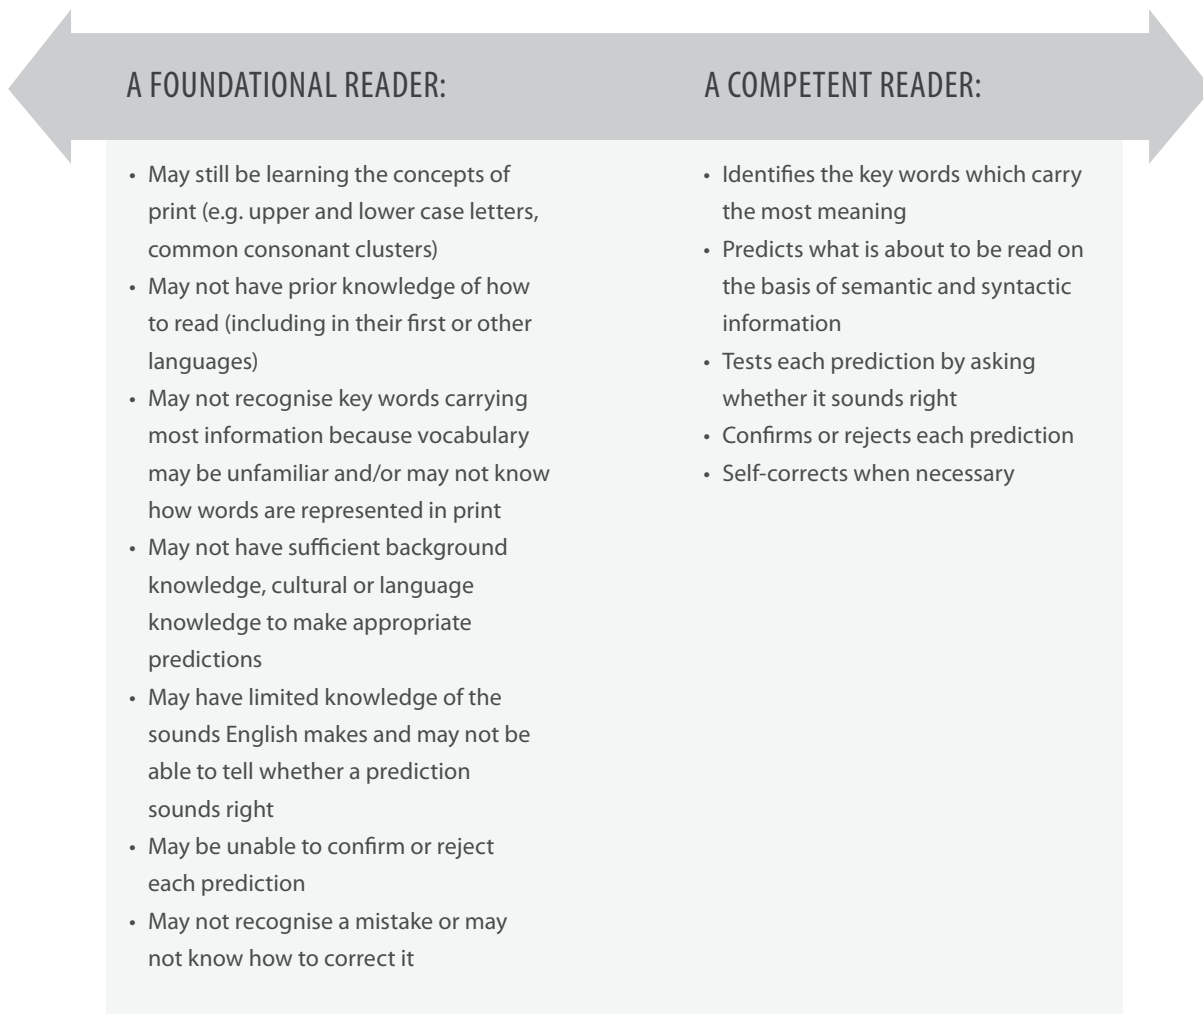 A FOUNDATIONAL READER:
• May still be learning the concepts of
print (e.g. upper and lower case letters,
common consonant clusters)
• May not have prior knowledge of how
to read (including in their first or other
languages)
• May not recognise key words carrying
most information because vocabulary
may be unfamiliar and/or may not know
how words are represented in print
• May not have sufficient background
knowledge, cultural or language
knowledge to make appropriate
predictions
• May have limited knowledge of the
sounds English makes and may not be
able to tell whether a prediction
sounds right
• May be unable to confirm or reject
each prediction
• May not recognise a mistake or may
not know how to correct it
A COMPETENT READER:
• Identifies the key words which carry
the most meaning
• Predicts what is about to be read on
the basis of semantic and syntactic
information
• Tests each prediction by asking
whether it sounds right
• Confirms or rejects each prediction
• Self-corrects when necessary